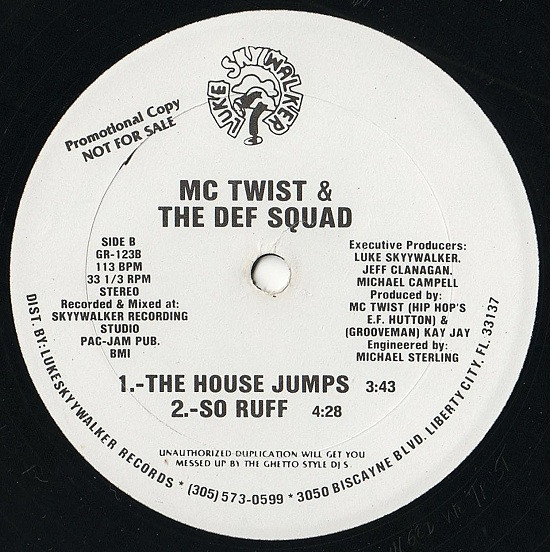 LUKE SKYYWALKER
Promotional Copy
NOT FOR SALE
MC TWIST &
THE DEF SQUAD
SIDE B
GR-123B
113 BPM
33 1/3 RPM
STEREO
Recorded & Mixed at:
SKYYWALKER RECORDING
STUDIO
PAC-JAM PUB.
BMI
Executive Producers:
LUKE SKYYWALKER.
JEFF CLANAGAN.
MICHAEL CAMPELL
Produced by:
MC TWIST (HIP HOP'S
E.F. HUTTON) &
(GROOVEMAN) KAY JAY
Engineered by:
MICHAEL STERLING
1.-THE HOUSE JUMPS 3:43
2.-SO RUFF 4:28
UNAUTHORIZED-DUPLICATION WILL GET YOU
MESSED UP BY THE GHETTO STYLE DJ S
DIST. BY: LUKE SKYYWALKER RECORDS * (305) 573-0599 * 3050 BISCAYNE BLVD. LIBERTY CITY, FL. 33137